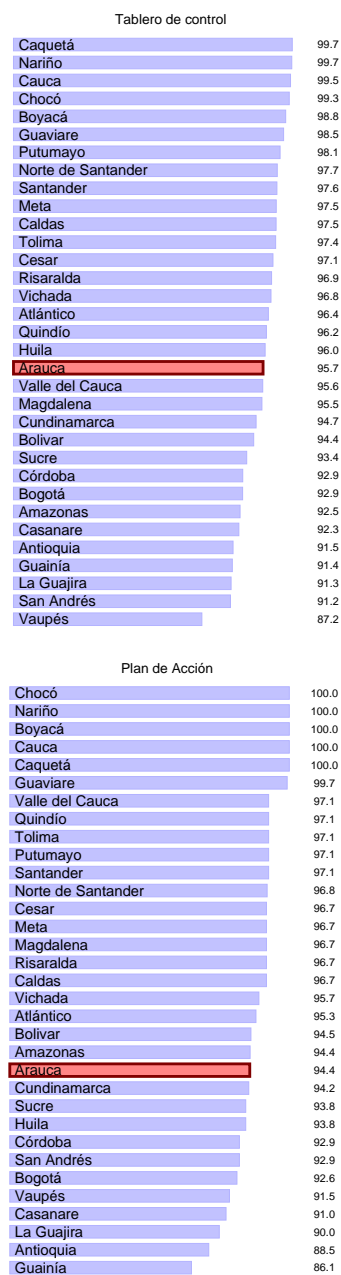 Tablero de control
Caquetá 99.7
Nariño 99.7
Cauca 99.5
Chocó 99.3
Boyacá 98.8
Guaviare 98.5
Putumayo 98.1
Norte de Santander 97.7
Santander 97.6
Meta 97.5
Caldas 97.5
Tolima 97.4
Cesar 97.1
Risaralda 96.9
Vichada 96.8
Atlántico 96.4
Quindío 96.2
Huila 96.0
Arauca 95.7
Valle del Cauca 95.6
Magdalena 95.5
Cundinamarca 94.7
Bolivar 94.4
Sucre 93.4
Córdoba 92.9
Bogotá 92.9
Amazonas 92.5
Casanare 92.3
Antioquia 91.5
Guainía 91.4
La Guajira 91.3
San Andrés 91.2
Vaupés 87.2
Plan de Acción
Chocó 100.0
Nariño 100.0
Boyacá 100.0
Cauca 100.0
Caquetá 100.0
Guaviare 99.7
Valle del Cauca 97.1
Quindío 97.1
Tolima 97.1
Putumayo 97.1
Santander 97.1
Norte de Santander 96.8
Cesar 96.7
Meta 96.7
Magdalena 96.7
Risaralda 96.7
Caldas 96.7
Vichada 95.7
Atlántico 95.3
Bolivar 94.5
Amazonas 94.4
Arauca 94.4
Cundinamarca 94.2
Sucre 93.8
Huila 93.8
Córdoba 92.9
San Andrés 92.9
Bogotá 92.6
Vaupés 91.5
Casanare 91.0
La Guajira 90.0
Antioquia 88.5
Guainía 86.1